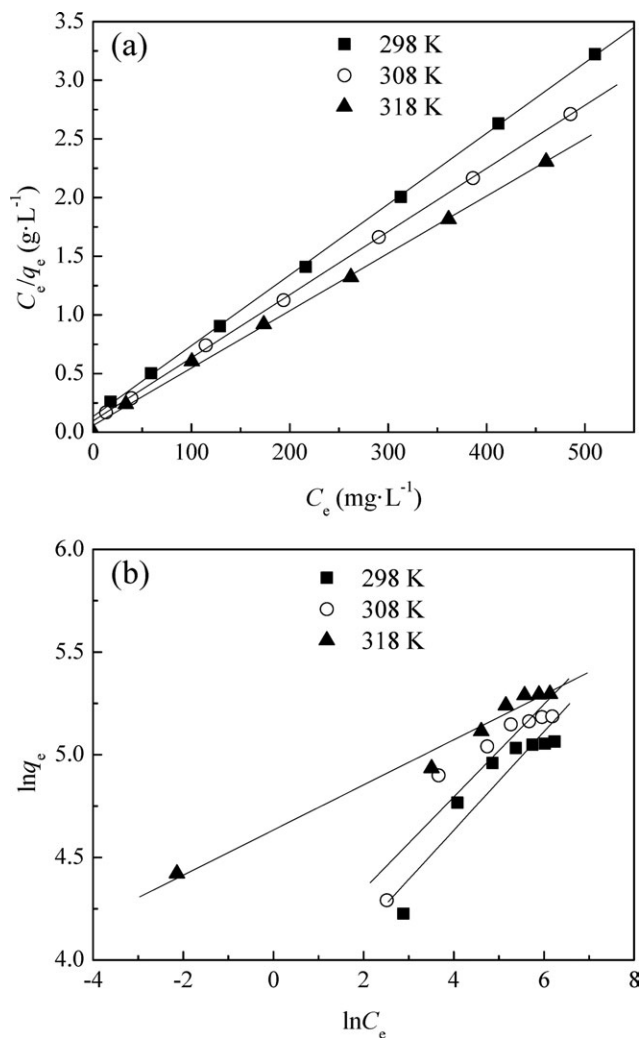 (a)
298 K
308 K
318 K
3.5
3.0
2.5
2.0
1.5
1.0
0.5
0.0
Cₑ/qₑ (g·L⁻¹)
0 100 200 300 400 500
Cₑ (mg·L⁻¹)
(b)
298 K
308 K
318 K
6.0
5.5
5.0
4.5
4.0
lnqₑ
-4 -2 0 2 4 6 8
lnCₑ